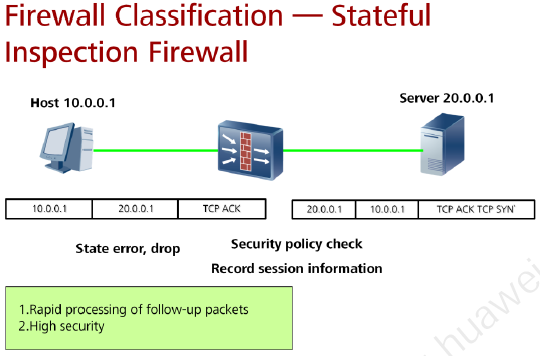 Firewall Classification — Stateful
Inspection Firewall
Host 10.0.0.1
Server 20.0.0.1
10.0.0.1 20.0.0.1 TCP ACK
20.0.0.1 10.0.0.1 TCP ACK TCP SYN'
State error, drop
Security policy check
Record session information
1.Rapid processing of follow-up packets
2.High security
huawei